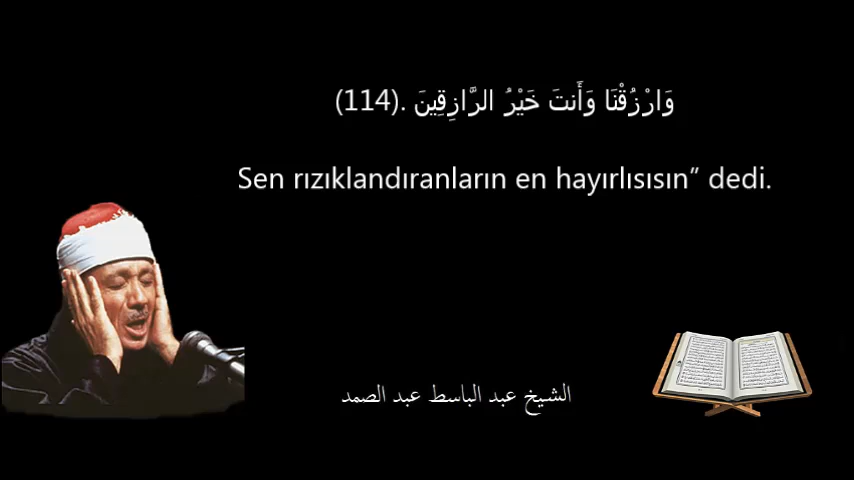 وَارْزُقْنَا وَأَنتَ خَيْرُ الرَّازِقِينَ .(114)
Sen rızıklandıranların en hayırlısısın” dedi.
الشيخ عبد الباسط عبد الصمد